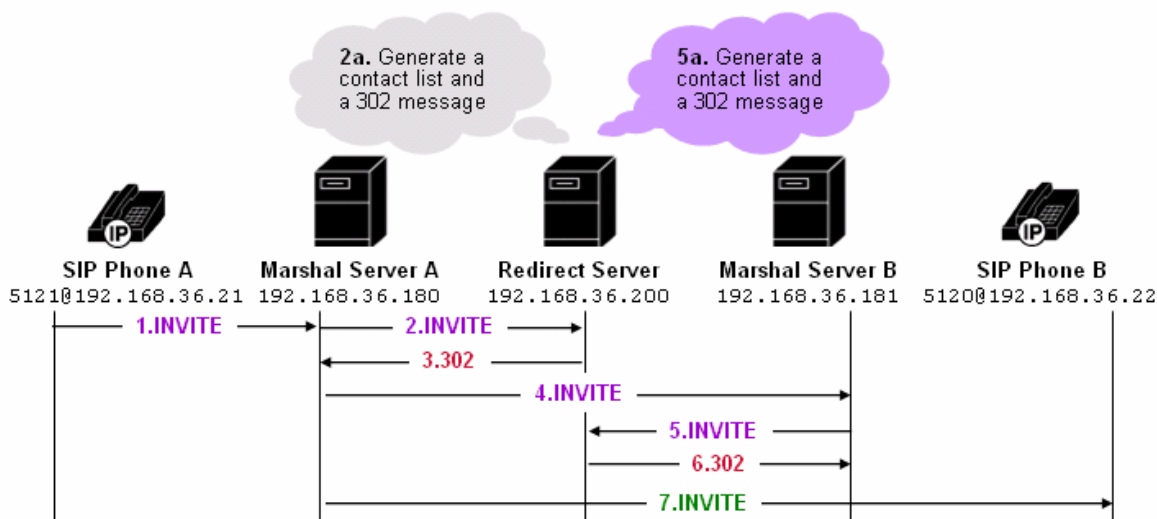 2a. Generate a
contact list and
a 302 message
5a. Generate a
contact list and
a 302 message
IP
IP
SIP Phone A
Marshal Server A
Redirect Server
Marshal Server B
SIP Phone B
5121@192.168.36.21
192.168.36.180
192.168.36.200
192.168.36.181
5120@192.168.36.22
1.INVITE
2.INVITE
3.302
4.INVITE
5.INVITE
6.302
7.INVITE